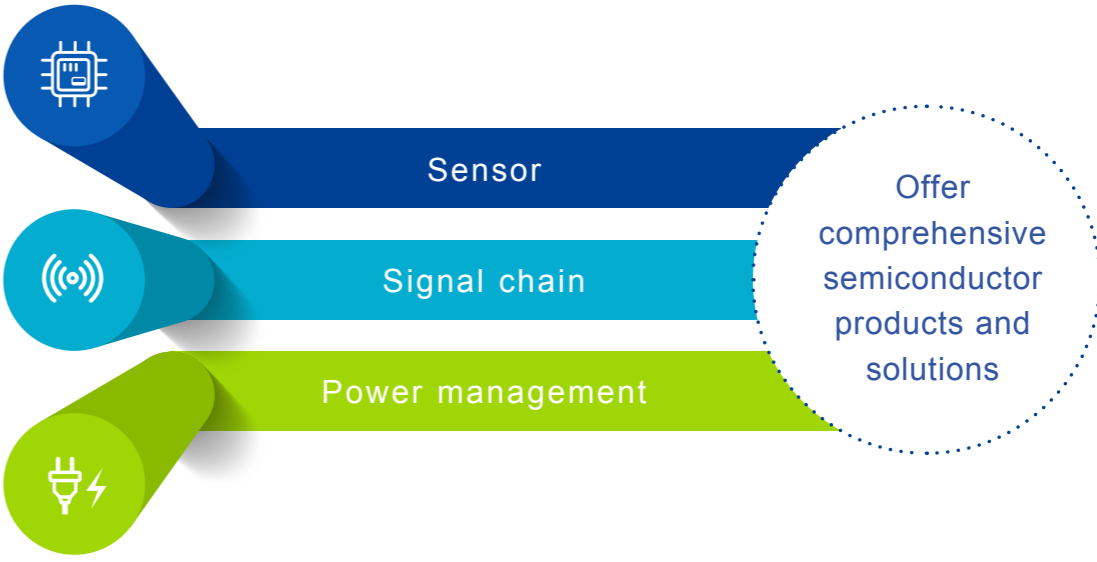 Sensor
Signal chain
Power management
Offer
comprehensive
semiconductor
products and
solutions